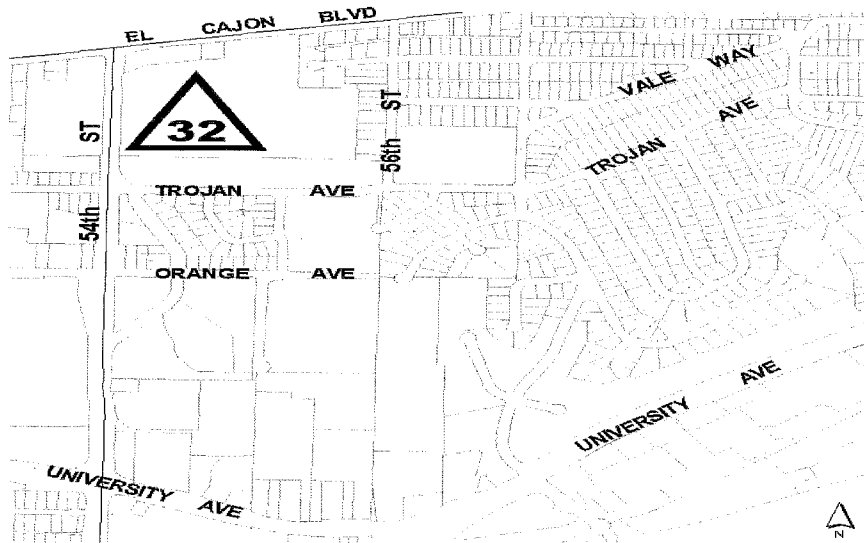 EL CAJON BLVD
VALE WAY
54th ST
32
56th ST
TROJAN AVE
TROJAN AVE
ORANGE AVE
UNIVERSITY AVE
UNIVERSITY AVE
N